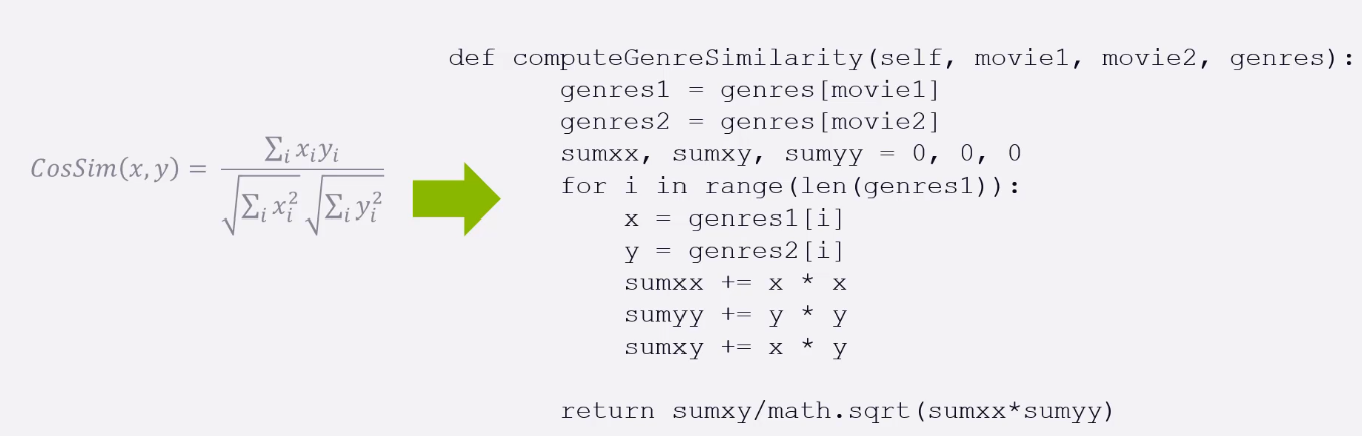 CosSim(x, y) = \frac{\sum_i x_i y_i}{\sqrt{\sum_i x_i^2} \sqrt{\sum_i y_i^2}}
def computeGenreSimilarity(self, movie1, movie2, genres):
genres1 = genres[movie1]
genres2 = genres[movie2]
sumxx, sumxy, sumyy = 0, 0, 0
for i in range(len(genres1)):
x = genres1[i]
y = genres2[i]
sumxx += x * x
sumyy += y * y
sumxy += x * y
return sumxy/math.sqrt(sumxx*sumyy)